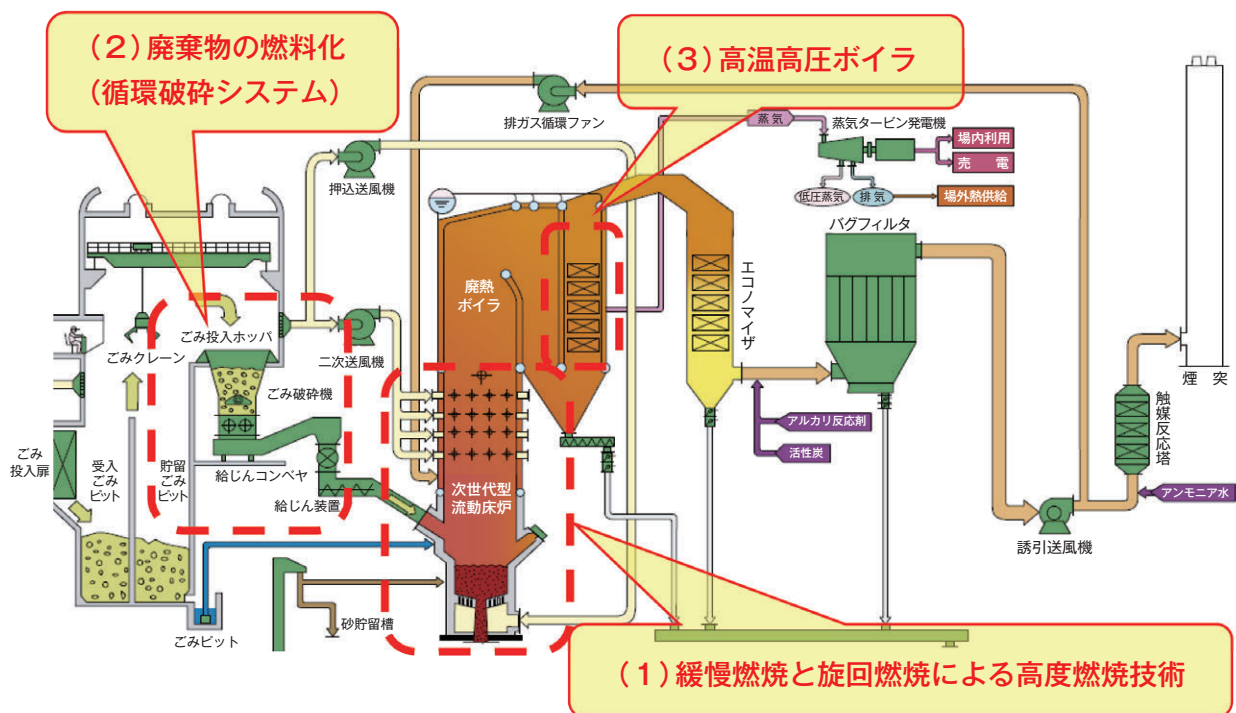 (2)廃棄物の燃料化
(循環破砕システム)
(3)高温高圧ボイラ
排ガス循環ファン
蒸気
蒸気タービン発電機
場内利用
売 電
低圧蒸気
排気
場外熱供給
押込送風機
バグフィルタ
廃熱
ボイラ
エコノマイザ
ごみ投入ホッパ
ごみクレーン
二次送風機
ごみ破砕機
煙 突
触媒反応塔
アルカリ反応剤
活性炭
ごみ
投入扉
受入
ごみ
ピット
貯留
ごみ
ピット
給じんコンベヤ
給じん装置
次世代型
流動床炉
アンモニア水
誘引送風機
ごみピット
砂貯留槽
(1)緩慢燃焼と旋回燃焼による高度燃焼技術